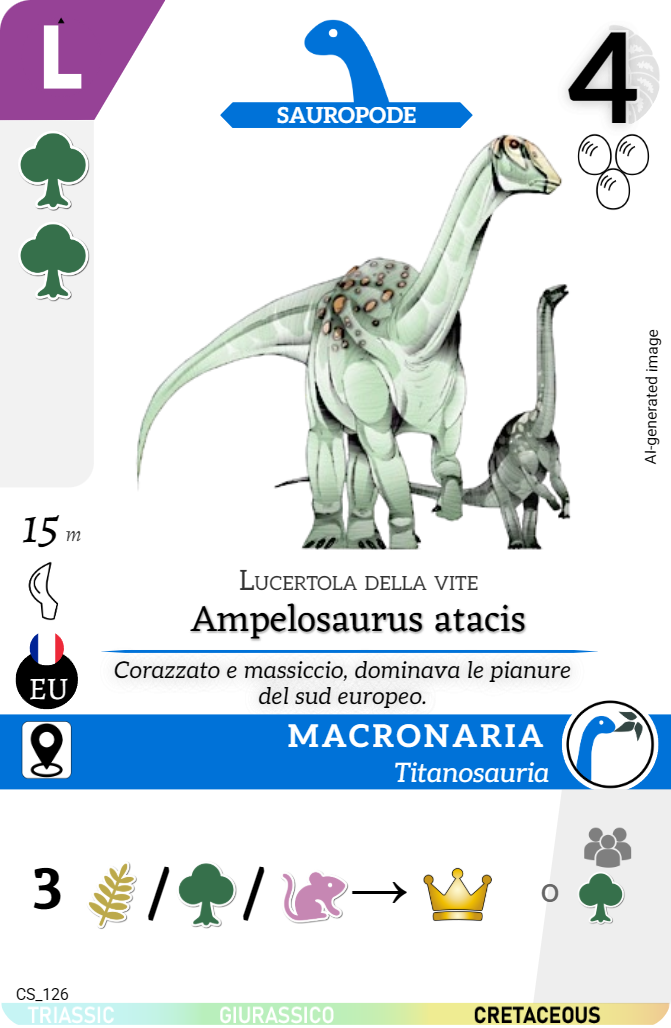 L
SAUROPODE
4
AI-generated image
15 m
EU
LUCERTOLA DELLA VITE
Ampelosaurus atacis
Corazzato e massiccio, dominava le pianure
del sud europeo.
MACRONARIA
Titanosauria
3 / / → o
CS_126
TRIASSIC GIURASSICO CRETACEOUS